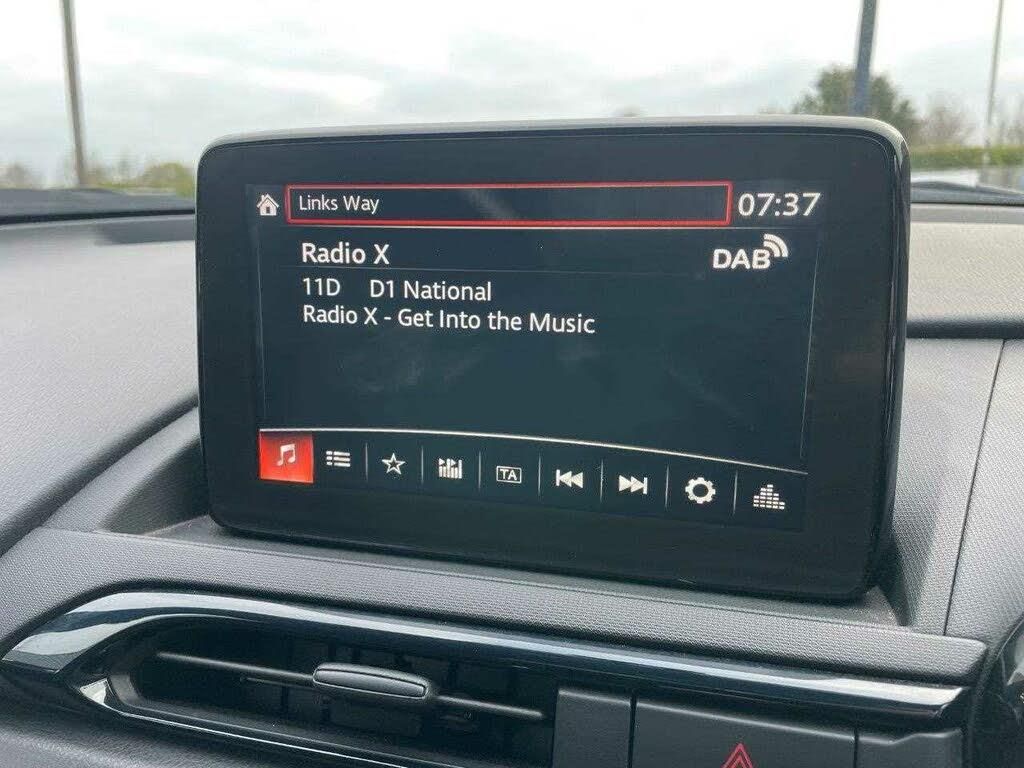 Links Way
07:37
Radio X
DAB
11D D1 National
Radio X - Get Into the Music
TA